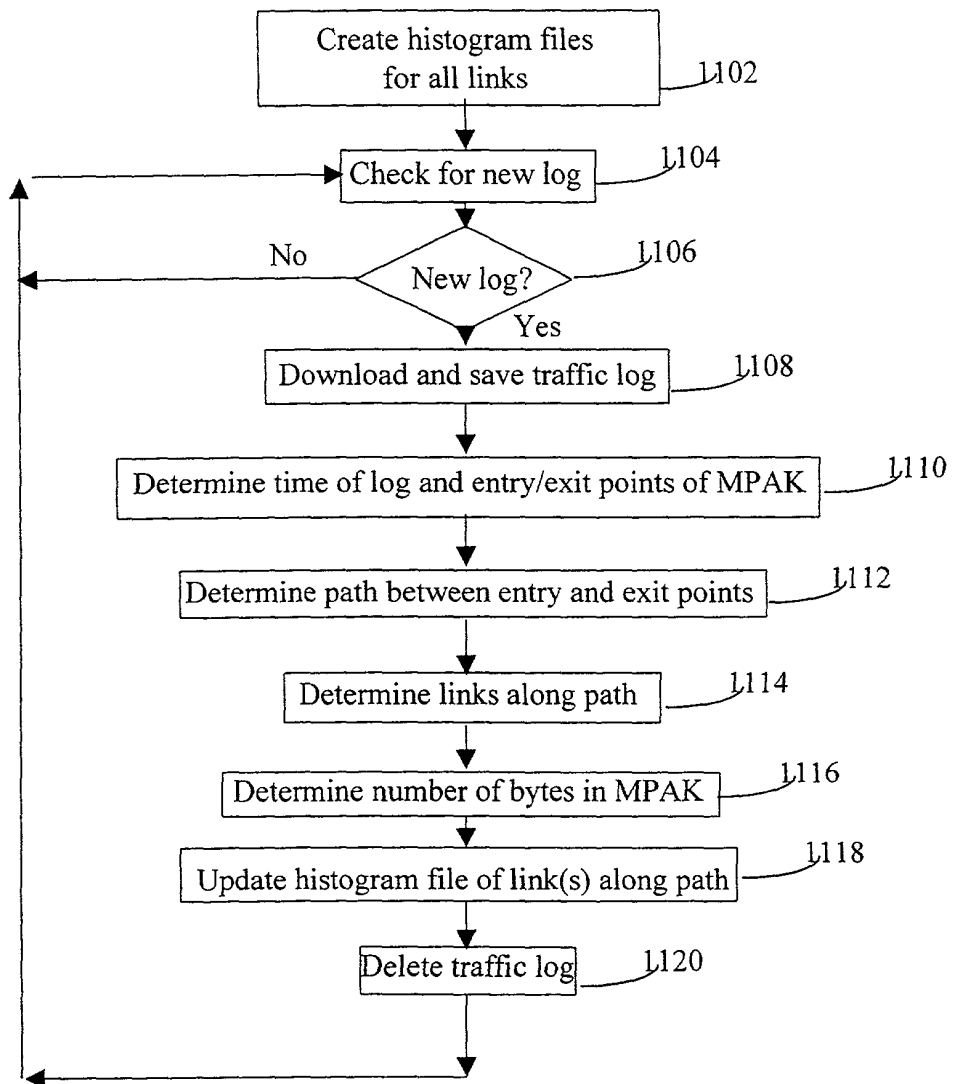 Create histogram files
for all links
1102
Check for new log
1104
No
New log?
1106
Yes
Download and save traffic log
1108
Determine time of log and entry/exit points of MPAK
1110
Determine path between entry and exit points
1112
Determine links along path
1114
Determine number of bytes in MPAK
1116
Update histogram file of link(s) along path
1118
Delete traffic log
1120